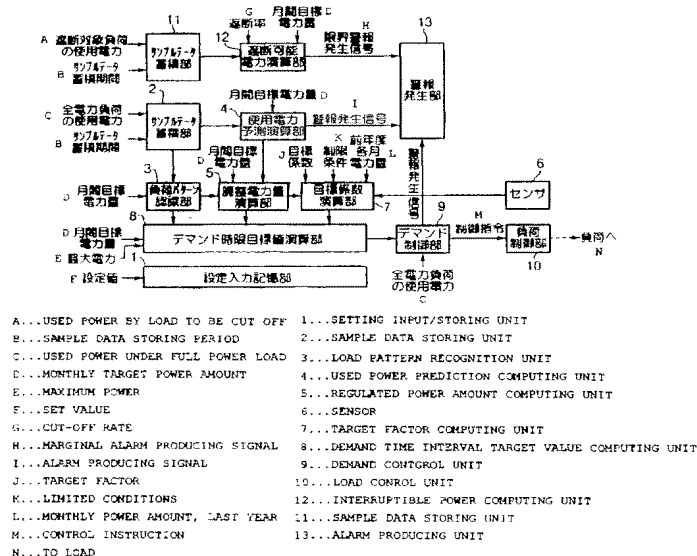 11
G
遮断率
月間目標
電力量
D
H
限界警報
発生信号
13
A
遮断対象負荷
の使用電力
B
サンプルデータ
蓄積期間
サンプルデータ
蓄積部
12
遮断可能
電力演算部
警報
発生部
2
月間目標電力量 D
I
C
全電力負荷
の使用電力
B
サンプルデータ
蓄積期間
サンプルデータ
蓄積部
4
使用電力
予測演算部
警報発生信号
D
月間目標
電力量
J
目標
係数
K
制限
条件
前年度
各月
電力量
L
警報発生信号
6
センサ
3
5
D
月間目標
電力量
負荷パターン
認識部
調整電力量
演算部
目標係数
演算部
7
8
9
M
制御指令
D
月間目標
電力量
E
最大電力
デマンド時限目標値演算部
デマンド
制御部
負荷
制御部
10
負荷へ
N
1
F
設定値
設定入力記憶部
全電力負荷
の使用電力
C
A...USED POWER BY LOAD TO BE CUT OFF
B...SAMPLE DATA STORING PERIOD
C...USED POWER UNDER FULL POWER LOAD
D...MONTHLY TARGET POWER AMOUNT
E...MAXIMUM POWER
F...SET VALUE
G...CUT-OFF RATE
H...MARGINAL ALARM PRODUCING SIGNAL
I...ALARM PRODUCING SIGNAL
J...TARGET FACTOR
K...LIMITED CONDITIONS
L...MONTHLY POWER AMOUNT, LAST YEAR
M...CONTROL INSTRUCTION
N...TO LOAD
1...SETTING INPUT/STORING UNIT
2...SAMPLE DATA STORING UNIT
3...LOAD PATTERN RECOGNITION UNIT
4...USED POWER PREDICTION COMPUTING UNIT
5...REGULATED POWER AMOUNT COMPUTING UNIT
6...SENSOR
7...TARGET FACTOR COMPUTING UNIT
8...DEMAND TIME INTERVAL TARGET VALUE COMPUTING UNIT
9...DEMAND CONTGROL UNIT
10...LOAD CONROL UNIT
12...INTERRUPTIBLE POWER COMPUTING UNIT
11...SAMPLE DATA STORING UNIT
13...ALARM PRODUCING UNIT